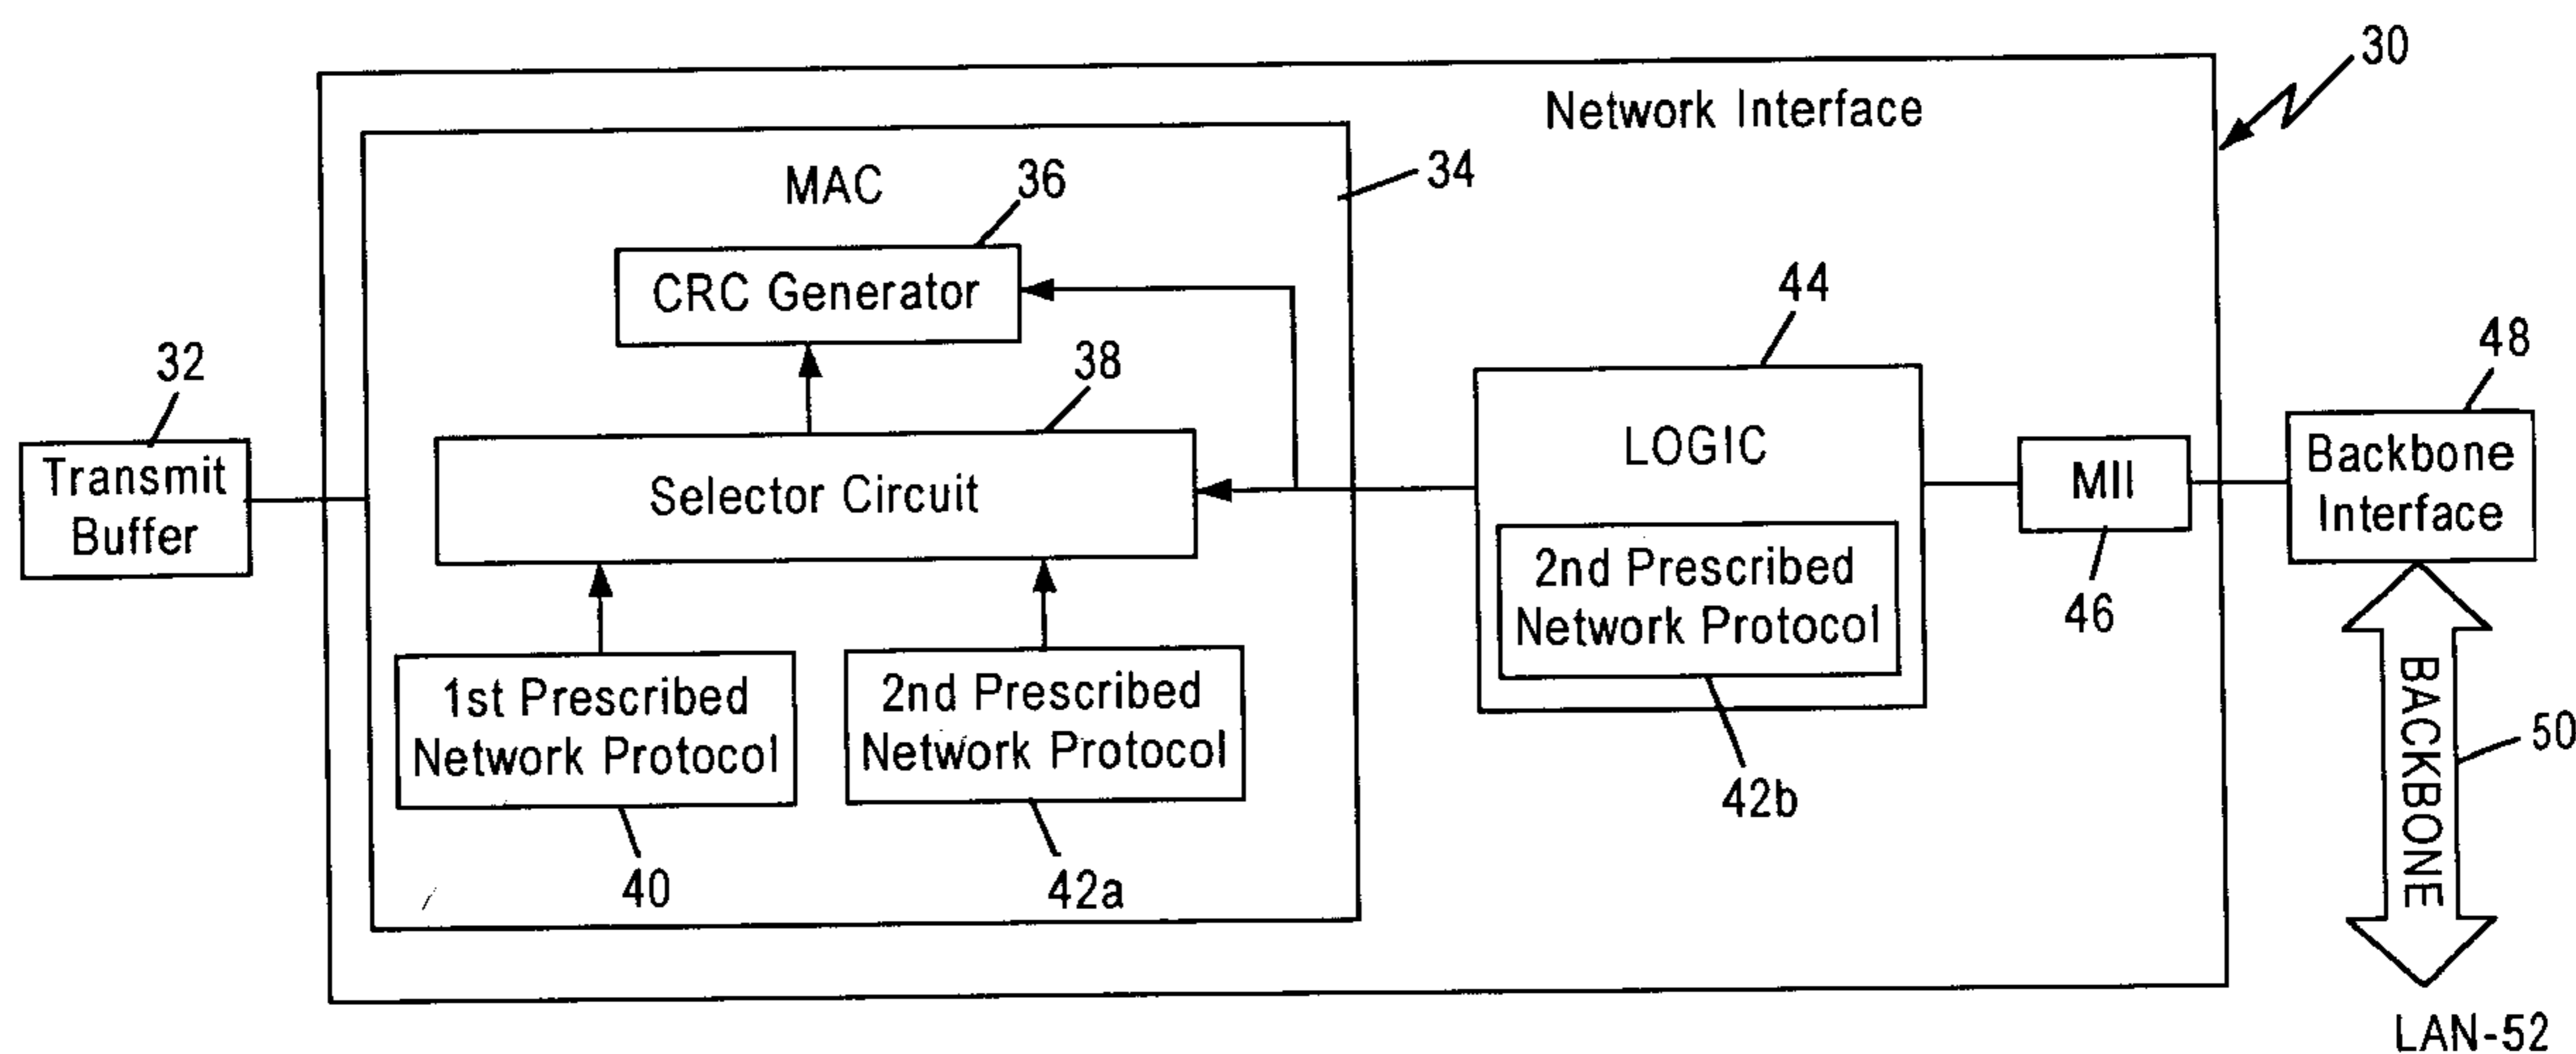 30
Network Interface
34
MAC
36
CRC Generator
44
48
32
38
Transmit
Buffer
Selector Circuit
LOGIC
MII
Backbone
Interface
2nd Prescribed
Network Protocol
46
1st Prescribed
Network Protocol
2nd Prescribed
Network Protocol
BACKBONE
50
42b
40
42a
LAN-52